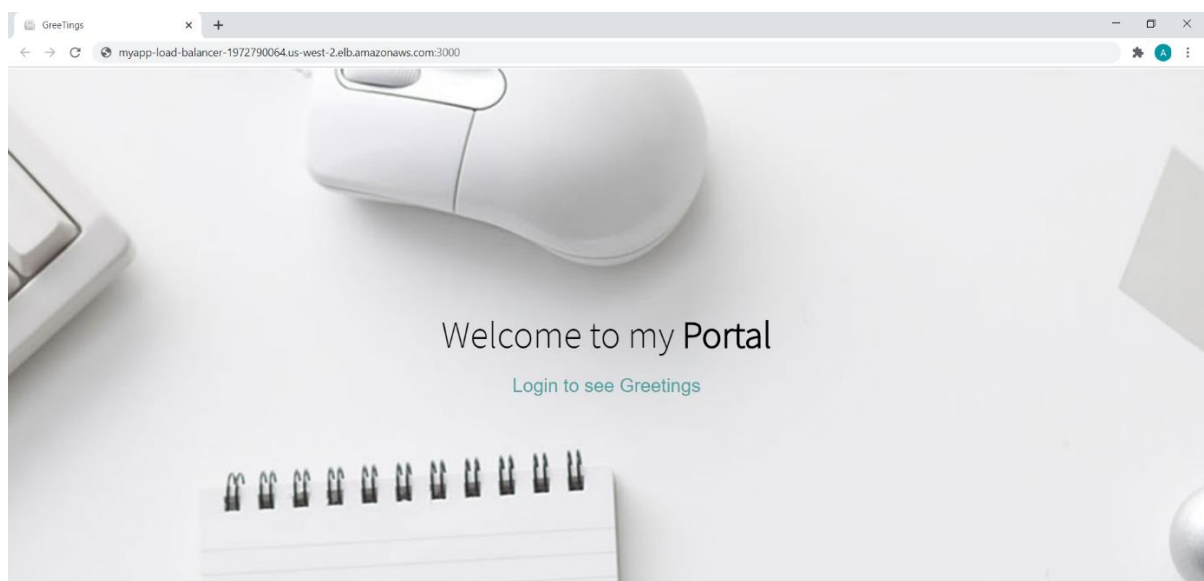 GreeTings
myapp-load-balancer-1972790064.us-west-2.elb.amazonaws.com:3000
A
Welcome to my Portal
Login to see Greetings